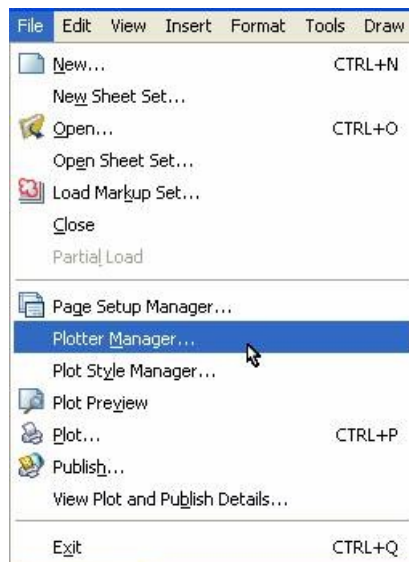 File Edit View Insert Format Tools Draw
New... CTRL+N
New Sheet Set...
Open... CTRL+O
Open Sheet Set...
Load Markup Set...
Close
Partial Load
Page Setup Manager...
Plotter Manager...
Plot Style Manager...
Plot Preview
Plot... CTRL+P
Publish...
View Plot and Publish Details...
Exit CTRL+Q